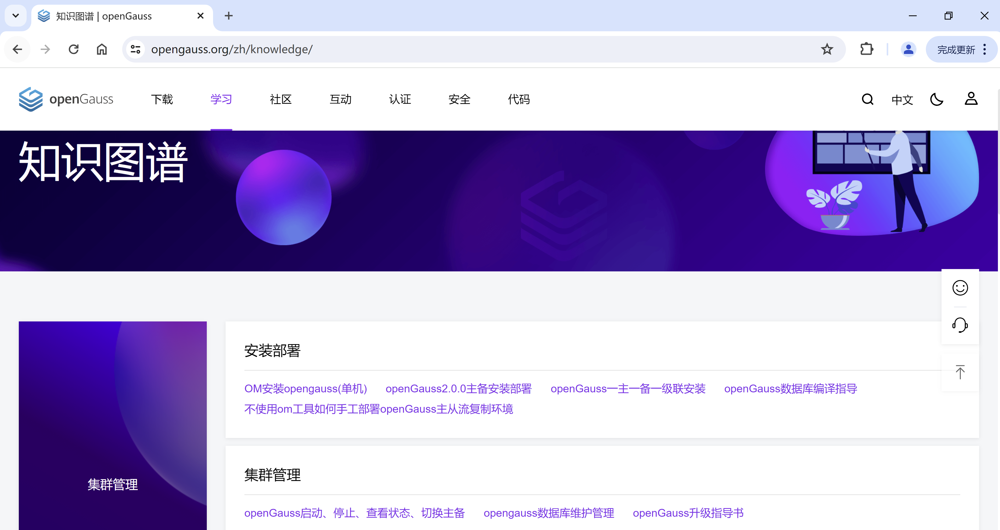 知识图谱 | openGauss
opengauss.org/zh/knowledge/
完成更新
openGauss
下载
学习
社区
互动
认证
安全
代码
中文
知识图谱
安装部署
OM安装opengauss(单机)
openGauss2.0.0主备安装部署
openGauss一主一备一级联安装
openGauss数据库编译指导
不使用om工具如何手工部署openGauss主从流复制环境
集群管理
集群管理
openGauss启动、停止、查看状态、切换主备
opengauss数据库维护管理
openGauss升级指导书